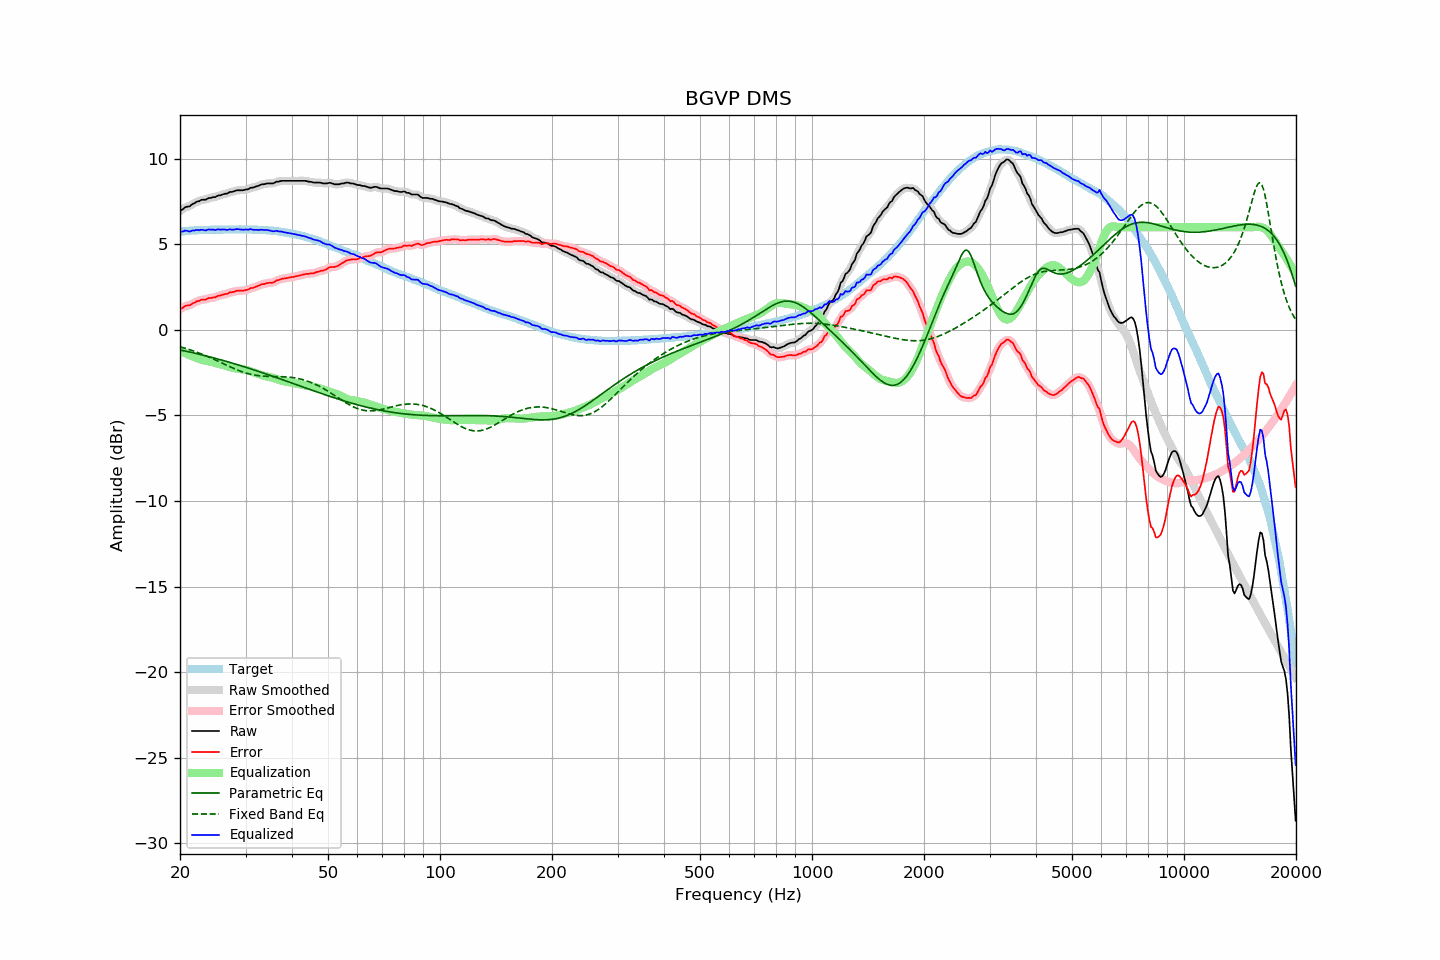 BGVP DMS
Amplitude (dBr)
10
5
0
−5
−10
−15
−20
−25
−30
Target
Raw Smoothed
Error Smoothed
Raw
Error
Equalization
Parametric Eq
Fixed Band Eq
Equalized
20 50 100 200 500 1000 2000 5000 10000 20000
Frequency (Hz)